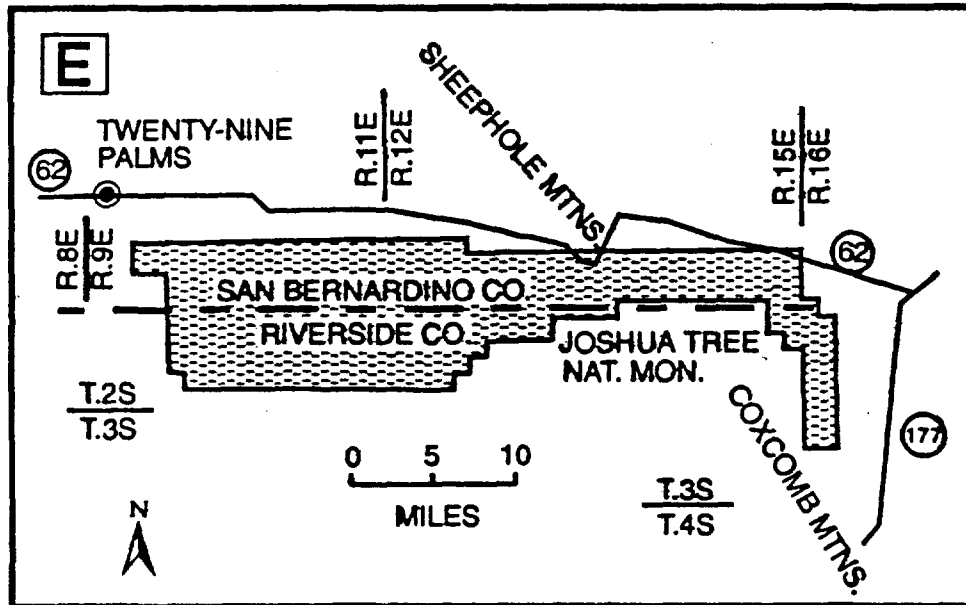 E
TWENTY-NINE
PALMS
62
R.8E
R.9E
R.11E
R.12E
SHEEPHOLE MTNS.
R.15E
R.16E
62
SAN BERNARDINO CO.
RIVERSIDE CO.
JOSHUA TREE
NAT. MON.
T.2S
T.3S
COXCOMB MTNS.
177
0 5 10
MILES
T.3S
T.4S
N